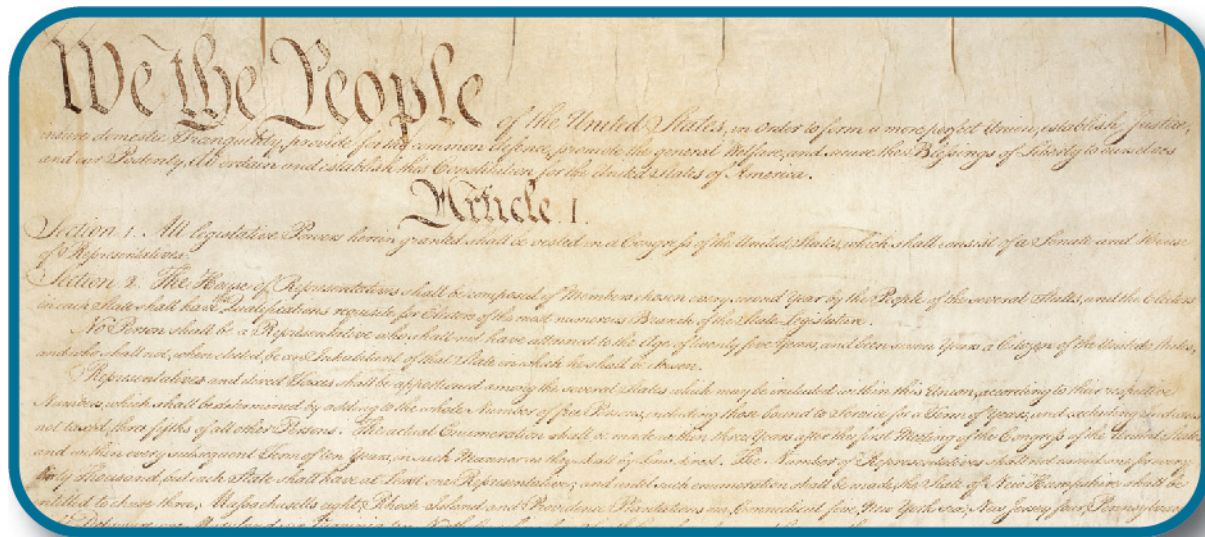 We the People of the United States, in Order to form a more perfect Union, establish Justice,
insure domestic Tranquility, provide for the common defence, promote the general Welfare, and secure the Blessings of Liberty to ourselves
and our Posterity, do ordain and establish this Constitution for the United States of America.
Article. I.
Section. 1. All legislative Powers herein granted shall be vested in a Congress of the United States, which shall consist of a Senate and House
of Representatives.
Section. 2. The House of Representatives shall be composed of Members chosen every second Year by the People of the several States, and the Electors
in each State shall have the Qualifications requisite for Electors of the most numerous Branch of the State Legislature.
No Person shall be a Representative who shall not have attained to the Age of twenty five Years, and been seven Years a Citizen of the United States,
and who shall not, when elected, be an Inhabitant of that State in which he shall be chosen.
Representatives and direct Taxes shall be apportioned among the several States which may be included within this Union, according to their respective
Numbers, which shall be determined by adding to the whole Number of free Persons, including those bound to Service for a Term of Years, and excluding Indians
not taxed, three fifths of all other Persons. The actual Enumeration shall be made within three Years after the first Meeting of the Congress of the United States,
and within every subsequent Term of ten Years, in such Manner as they shall by Law direct. The Number of Representatives shall not exceed one for every
thirty Thousand, but each State shall have at Least one Representative; and until such enumeration shall be made, the State of New Hampshire shall be
entitled to chuse three, Massachusetts eight, Rhode-Island and Providence Plantations one, Connecticut five, New-York six, New Jersey four, Pennsylvania